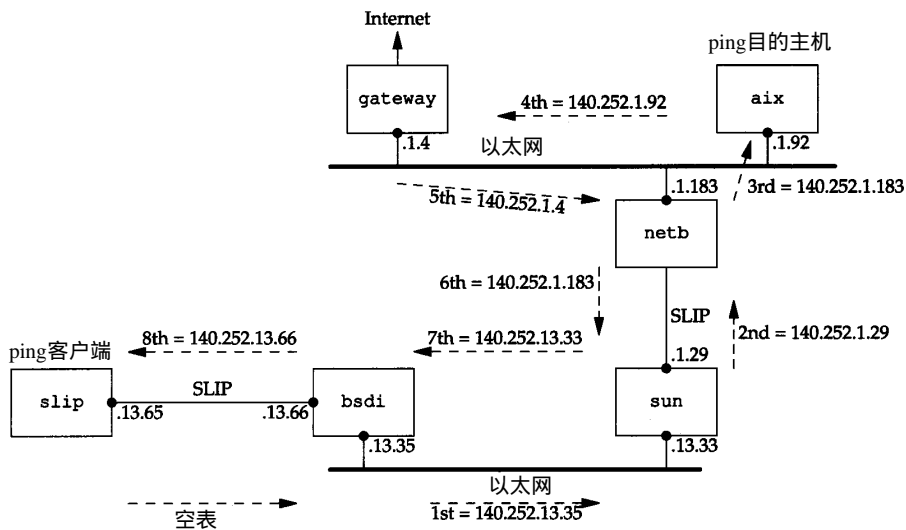 Internet
ping目的主机
gateway
4th = 140.252.1.92
aix
.1.4
以太网
.1.92
.1.183
3rd = 140.252.1.183
5th = 140.252.1.4
netb
6th = 140.252.1.183
SLIP
2nd = 140.252.1.29
8th = 140.252.13.66
7th = 140.252.13.33
ping客户端
.1.29
slip
SLIP
bsdi
sun
.13.65
.13.66
.13.35
.13.33
以太网
空表
1st = 140.252.13.35